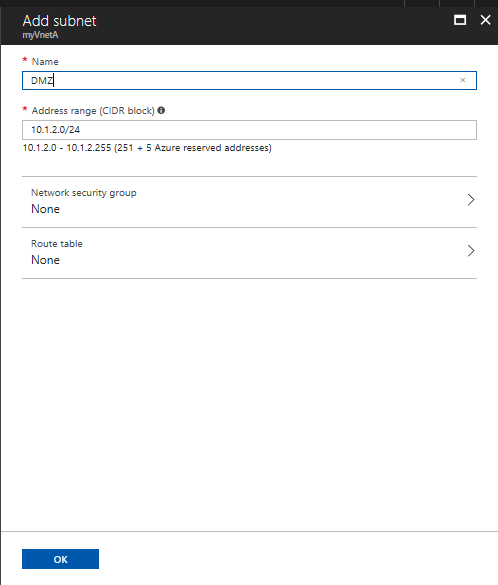 Add subnet
myVnetA
* Name
DMZ
* Address range (CIDR block)
10.1.2.0/24
10.1.2.0 - 10.1.2.255 (251 + 5 Azure reserved addresses)
Network security group
None
Route table
None
OK